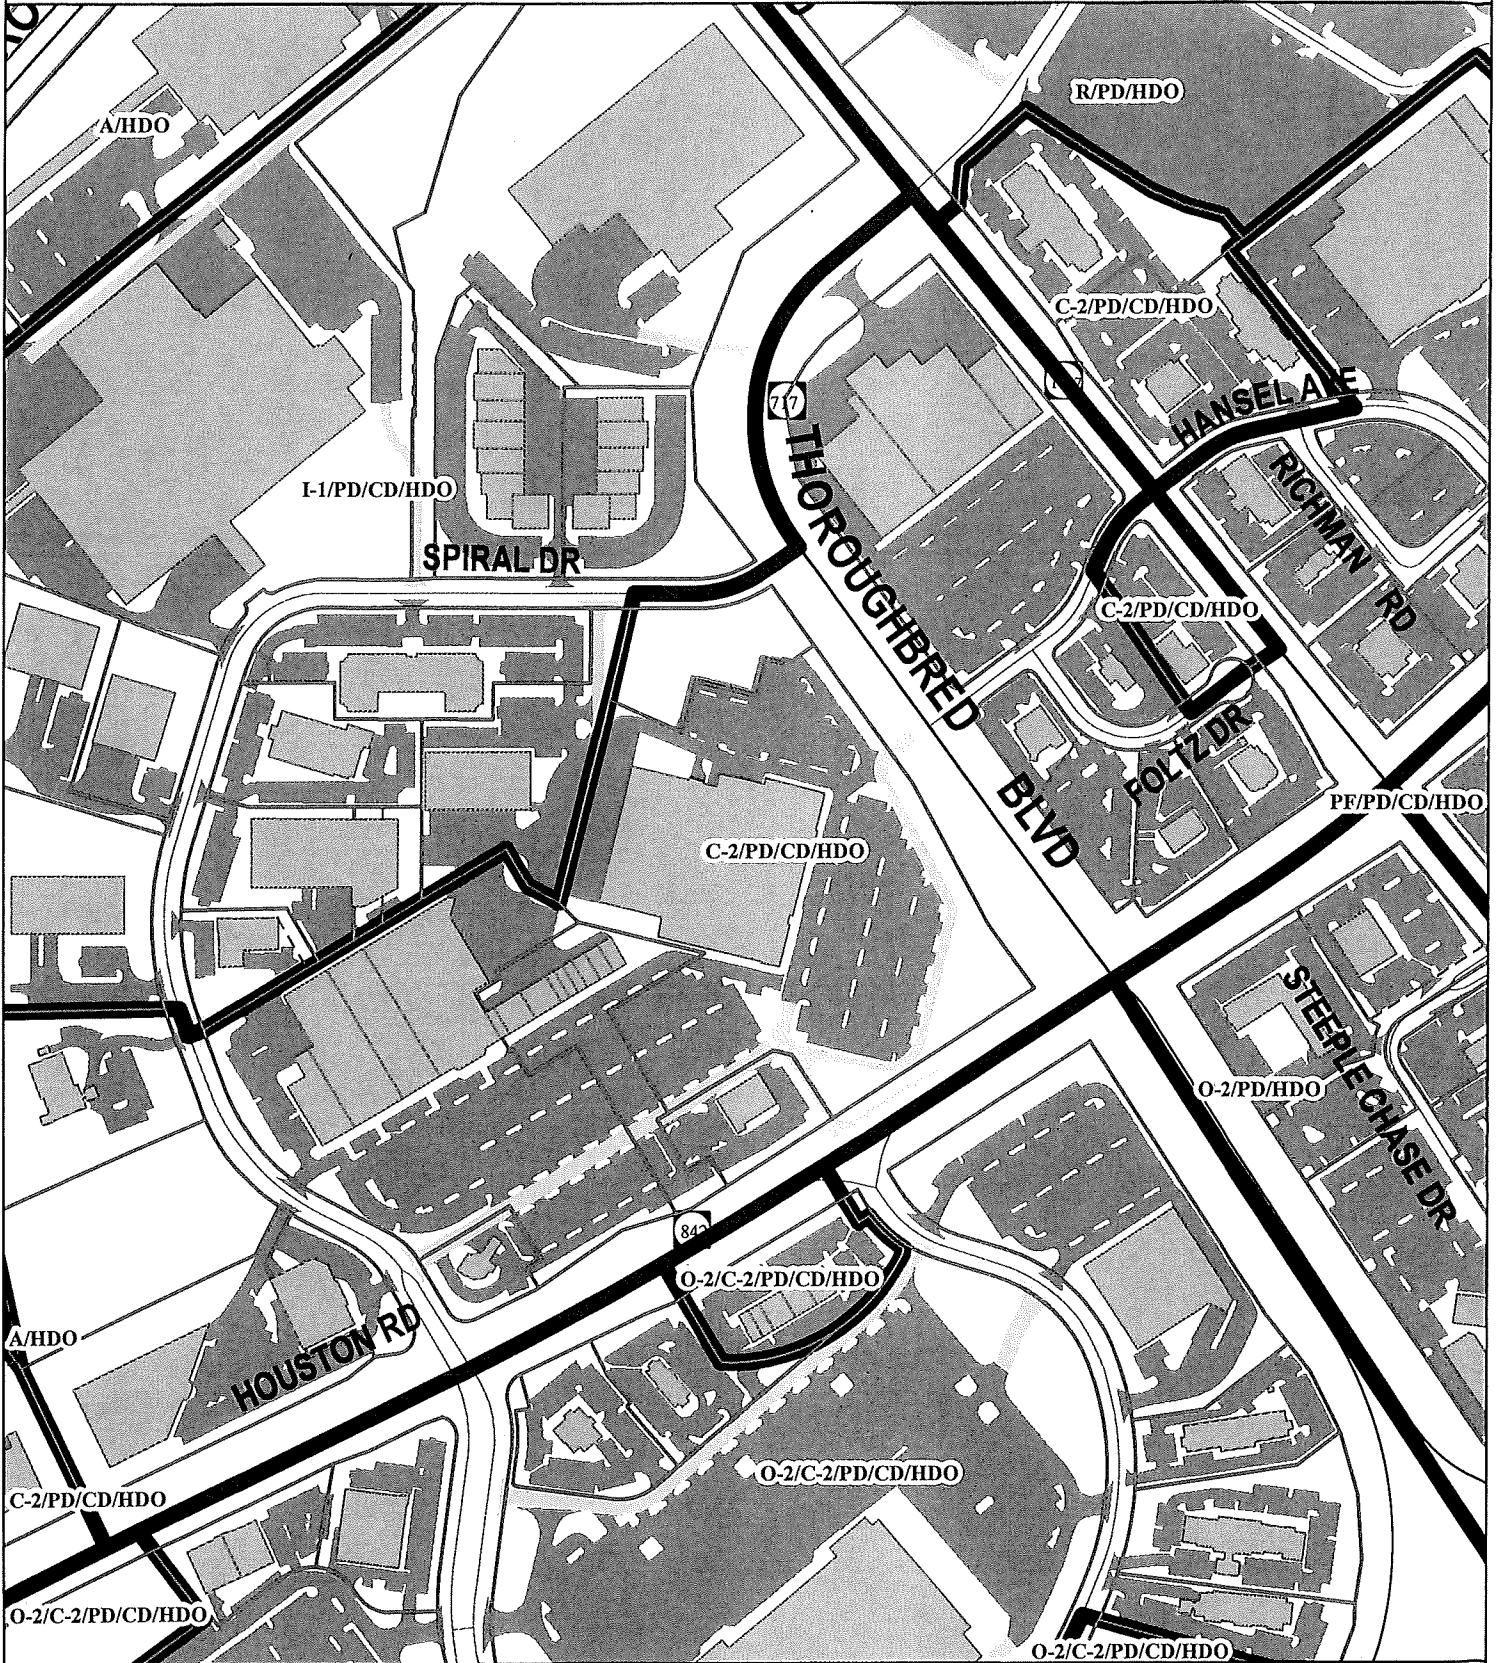 R/PD/HDO
A/HDO
C-2/PD/CD/HDO
717
HANSEL AVE
THOROUGHBRED BLVD
RICHMAN RD
I-1/PD/CD/HDO
SPIRAL DR
C-2/PD/CD/HDO
FOLTZ DR
PF/PD/CD/HDO
C-2/PD/CD/HDO
STEEPLE CHASE DR
O-2/PD/HDO
842
O-2/C-2/PD/CD/HDO
A/HDO
HOUSTON RD
O-2/C-2/PD/CD/HDO
C-2/PD/CD/HDO
O-2/C-2/PD/CD/HDO
O-2/C-2/PD/CD/HDO